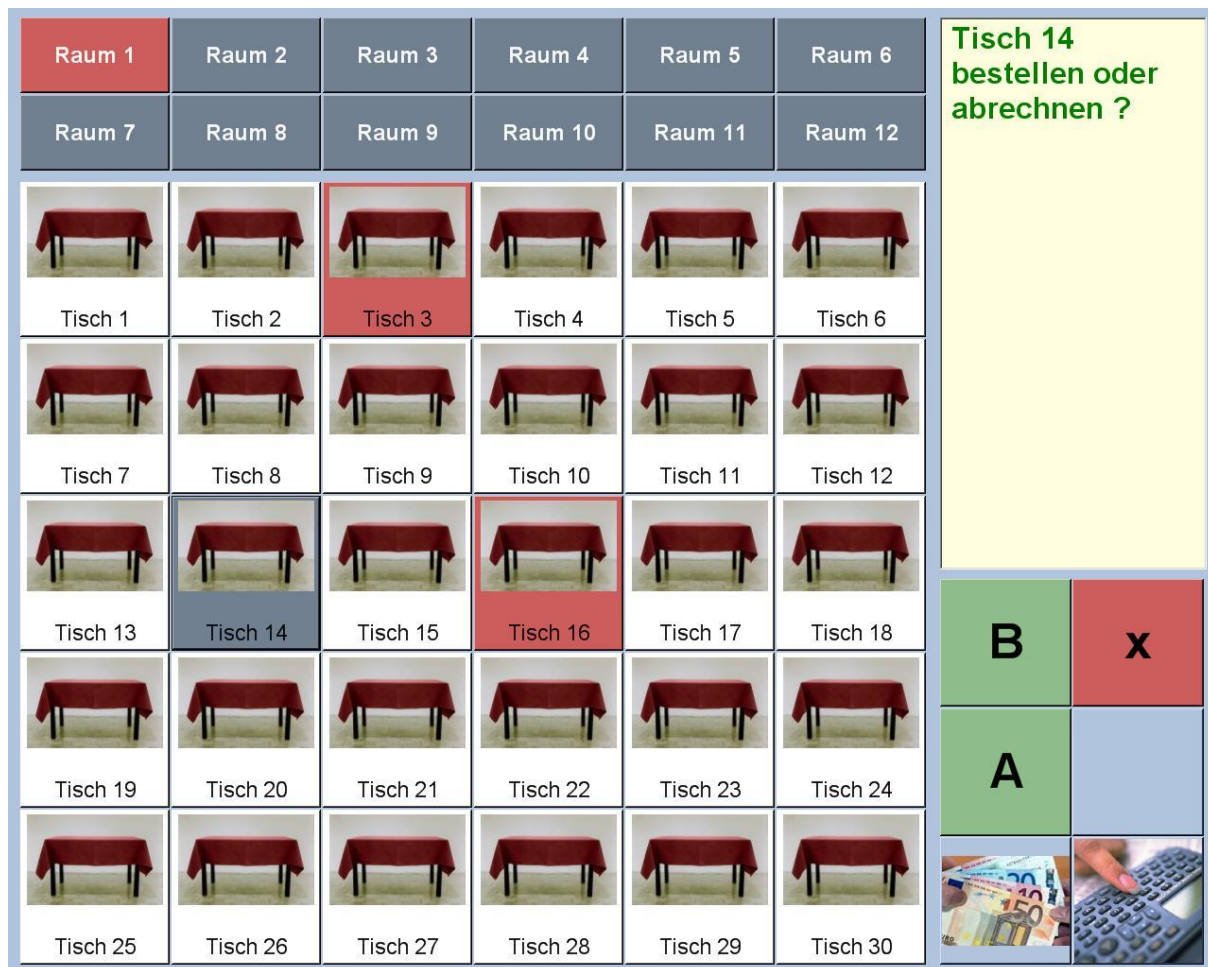 Raum 1 Raum 2 Raum 3 Raum 4 Raum 5 Raum 6
Raum 7 Raum 8 Raum 9 Raum 10 Raum 11 Raum 12
Tisch 1 Tisch 2 Tisch 3 Tisch 4 Tisch 5 Tisch 6
Tisch 7 Tisch 8 Tisch 9 Tisch 10 Tisch 11 Tisch 12
Tisch 13 Tisch 14 Tisch 15 Tisch 16 Tisch 17 Tisch 18
Tisch 19 Tisch 20 Tisch 21 Tisch 22 Tisch 23 Tisch 24
Tisch 25 Tisch 26 Tisch 27 Tisch 28 Tisch 29 Tisch 30
Tisch 14
bestellen oder
abrechnen ?
B x
A
20
10
50